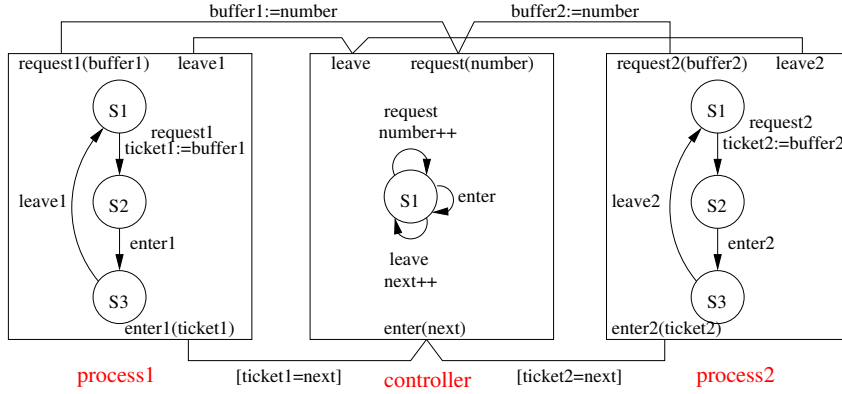 buffer1:=number
buffer2:=number
request1(buffer1)
leave1
leave
request(number)
request2(buffer2)
leave2
S1
request1
ticket1:=buffer1
leave1
S2
enter1
S3
enter1(ticket1)
request
number++
S1
enter
leave
next++
enter(next)
S1
request2
ticket2:=buffer2
leave2
S2
enter2
S3
enter2(ticket2)
process1
[ticket1=next]
controller
[ticket2=next]
process2